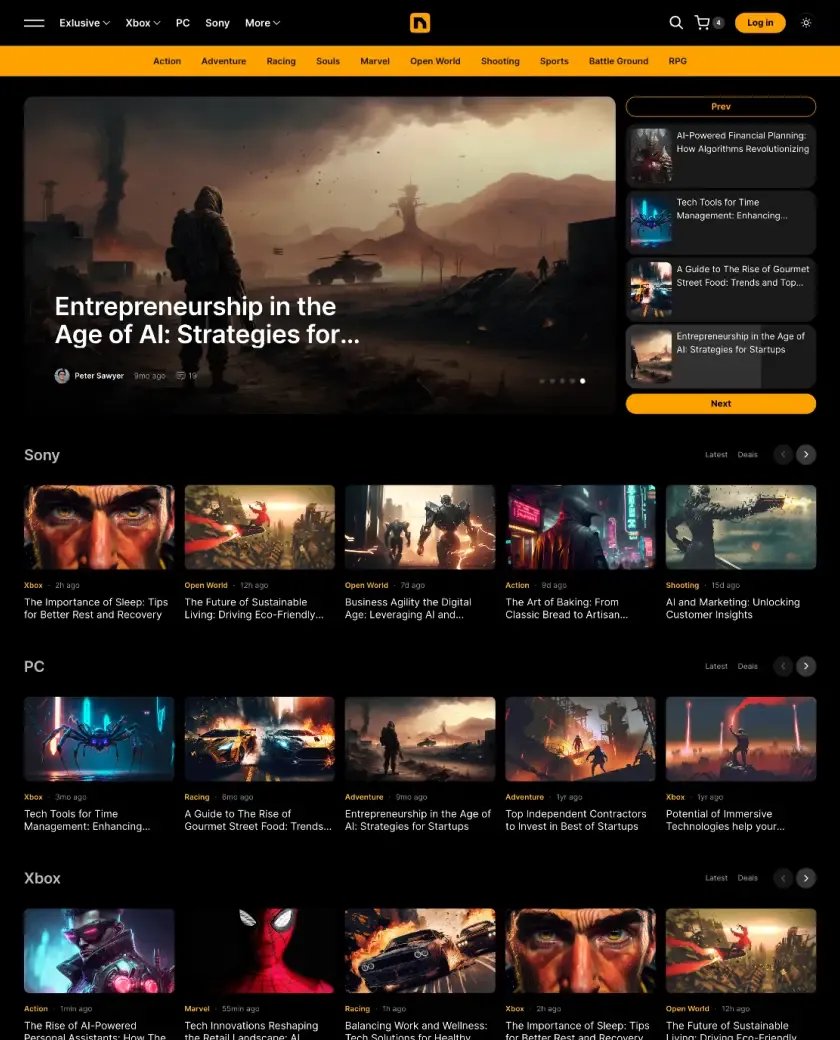 Exlusive Xbox PC Sony More
4 Log in
Action Adventure Racing Souls Marvel Open World Shooting Sports Battle Ground RPG
Entrepreneurship in the
Age of AI: Strategies for...
Peter Sawyer 9mo ago 19
Prev
AI-Powered Financial Planning:
How Algorithms Revolutionizing
Tech Tools for Time
Management: Enhancing...
A Guide to The Rise of Gourmet
Street Food: Trends and Top...
Entrepreneurship in the Age of
AI: Strategies for Startups
Next
Sony
Latest Deals
Xbox · 2h ago
The Importance of Sleep: Tips
for Better Rest and Recovery
Open World · 12h ago
The Future of Sustainable
Living: Driving Eco-Friendly...
Open World · 7d ago
Business Agility the Digital
Age: Leveraging AI and...
Action · 9d ago
The Art of Baking: From
Classic Bread to Artisan...
Shooting · 15d ago
AI and Marketing: Unlocking
Customer Insights
PC
Latest Deals
Xbox · 3mo ago
Tech Tools for Time
Management: Enhancing...
Racing · 6mo ago
A Guide to The Rise of
Gourmet Street Food: Trends...
Adventure · 9mo ago
Entrepreneurship in the Age of
AI: Strategies for Startups
Adventure · 1yr ago
Top Independent Contractors
to Invest in Best of Startups
Xbox · 1yr ago
Potential of Immersive
Technologies help your...
Xbox
Latest Deals
Action · 1min ago
The Rise of AI-Powered
Personal Assistants: How The
Marvel · 55min ago
Tech Innovations Reshaping
the Retail Landscape: AI
Racing · 1h ago
Balancing Work and Wellness:
Tech Solutions for Healthy
Xbox · 2h ago
The Importance of Sleep: Tips
for Better Rest and Recovery
Open World · 12h ago
The Future of Sustainable
Living: Driving Eco-Friendly